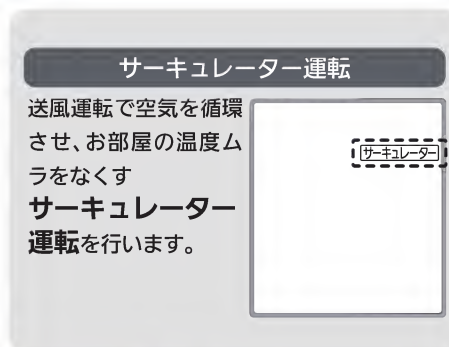 サーキュレーター運転
送風運転で空気を循環
させ、お部屋の温度ム
ラをなくす
サーキュレーター
運転を行います。
サーキュレーター